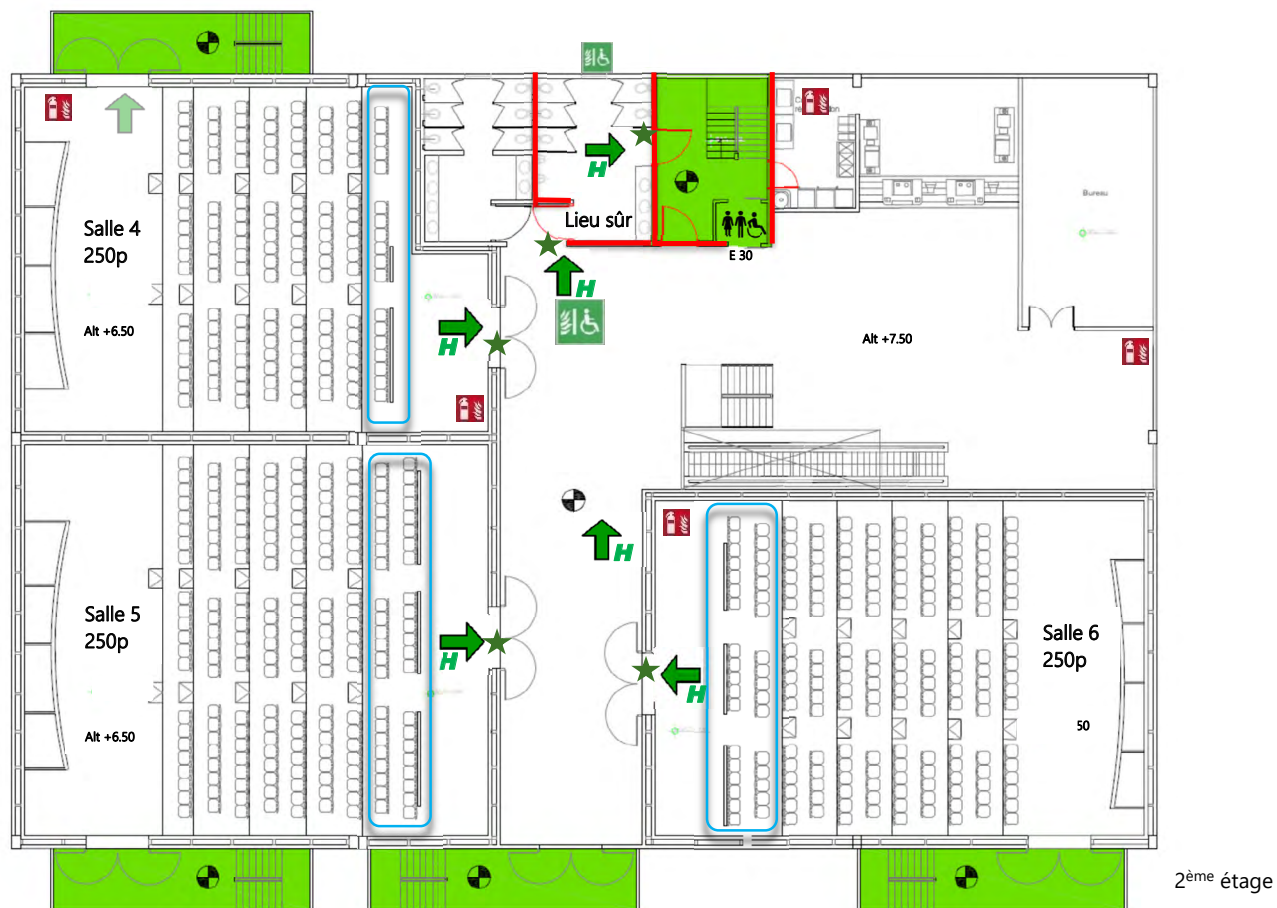 Salle 4
250p
Alt +6.50
H
Lieu sûr
E 30
H
H
Bureau
Alt +7.50
H
Salle 5
250p
Alt +6.50
H
H
Salle 6
250p
50
2ème étage